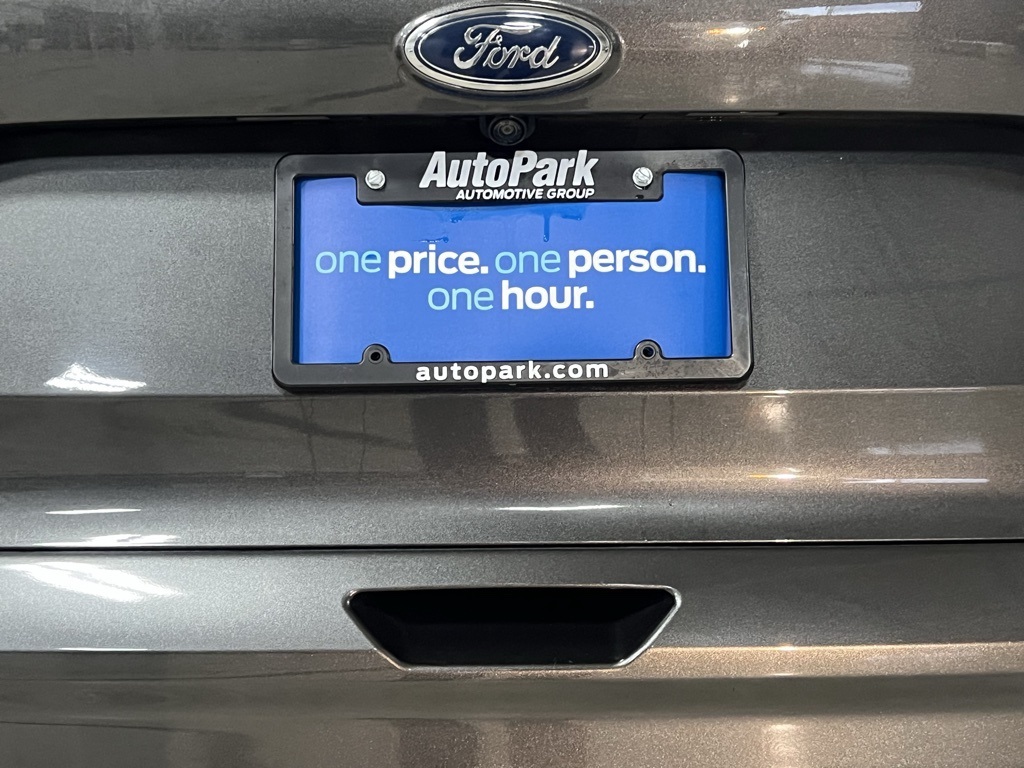 Ford
AutoPark
AUTOMOTIVE GROUP
one price. one person.
one hour.
autopark.com